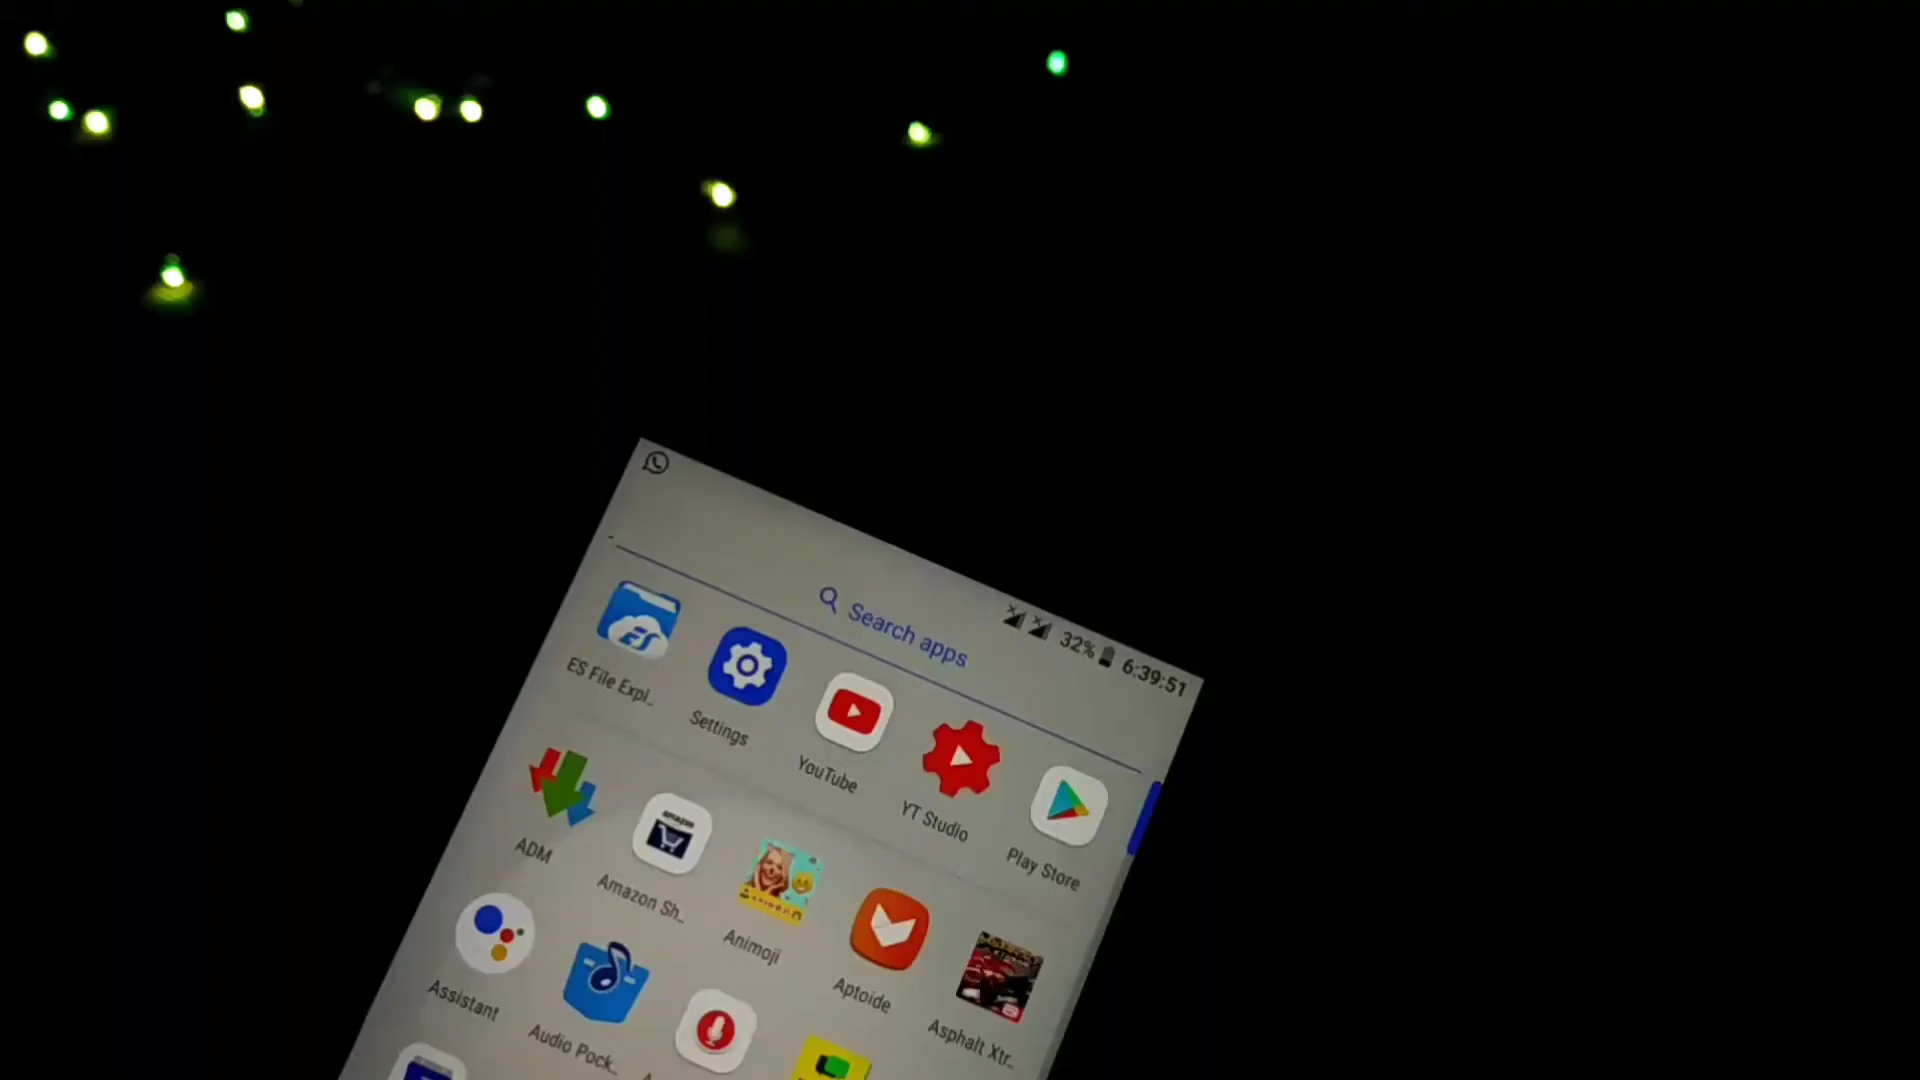 32% 6:39:51
Search apps
ES File Expl..
Settings
YouTube
YT Studio
Play Store
ADM
amazon
Amazon Sh..
Animoji
Aptoide
Asphalt Xtr..
Assistant
Audio Pock..